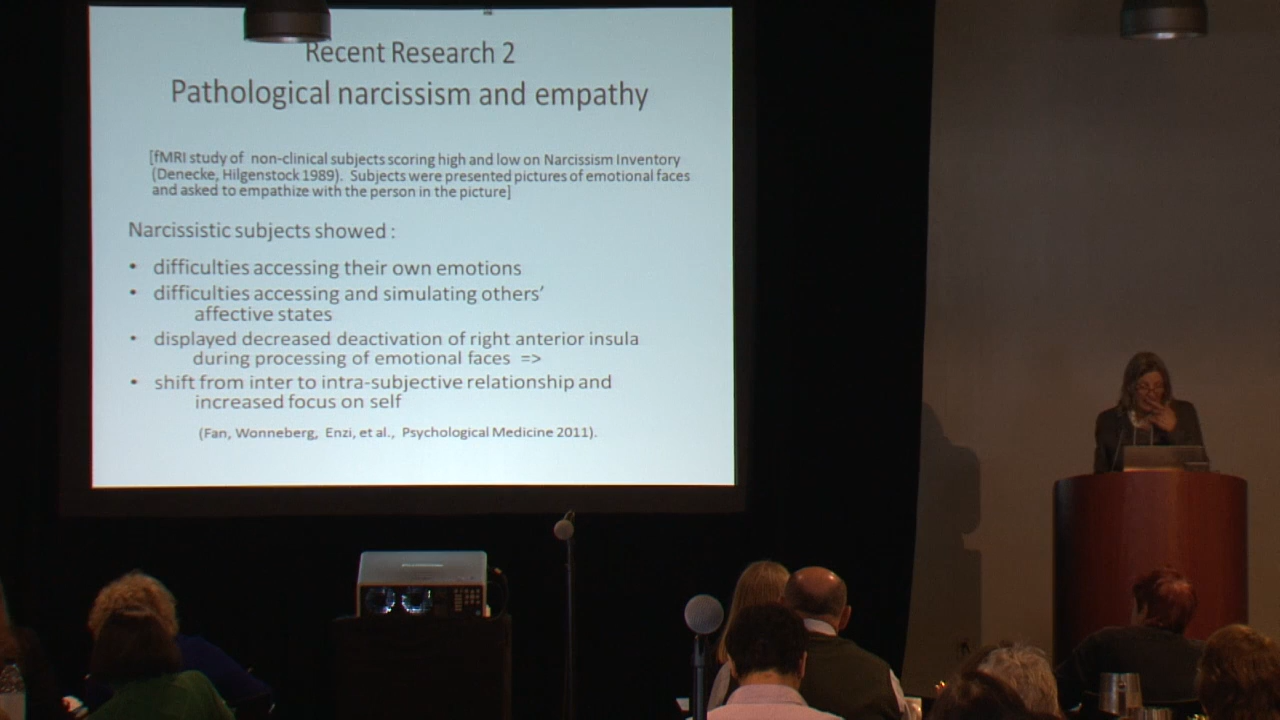 Recent Research 2
Pathological narcissism and empathy
[fMRI study of non-clinical subjects scoring high and low on Narcissism Inventory
(Denecke, Hilgenstock 1989). Subjects were presented pictures of emotional faces
and asked to empathize with the person in the picture]
Narcissistic subjects showed :
• difficulties accessing their own emotions
• difficulties accessing and simulating others’
affective states
• displayed decreased deactivation of right anterior insula
during processing of emotional faces =>
• shift from inter to intra-subjective relationship and
increased focus on self
(Fan, Wonneberg, Enzi, et al., Psychological Medicine 2011).